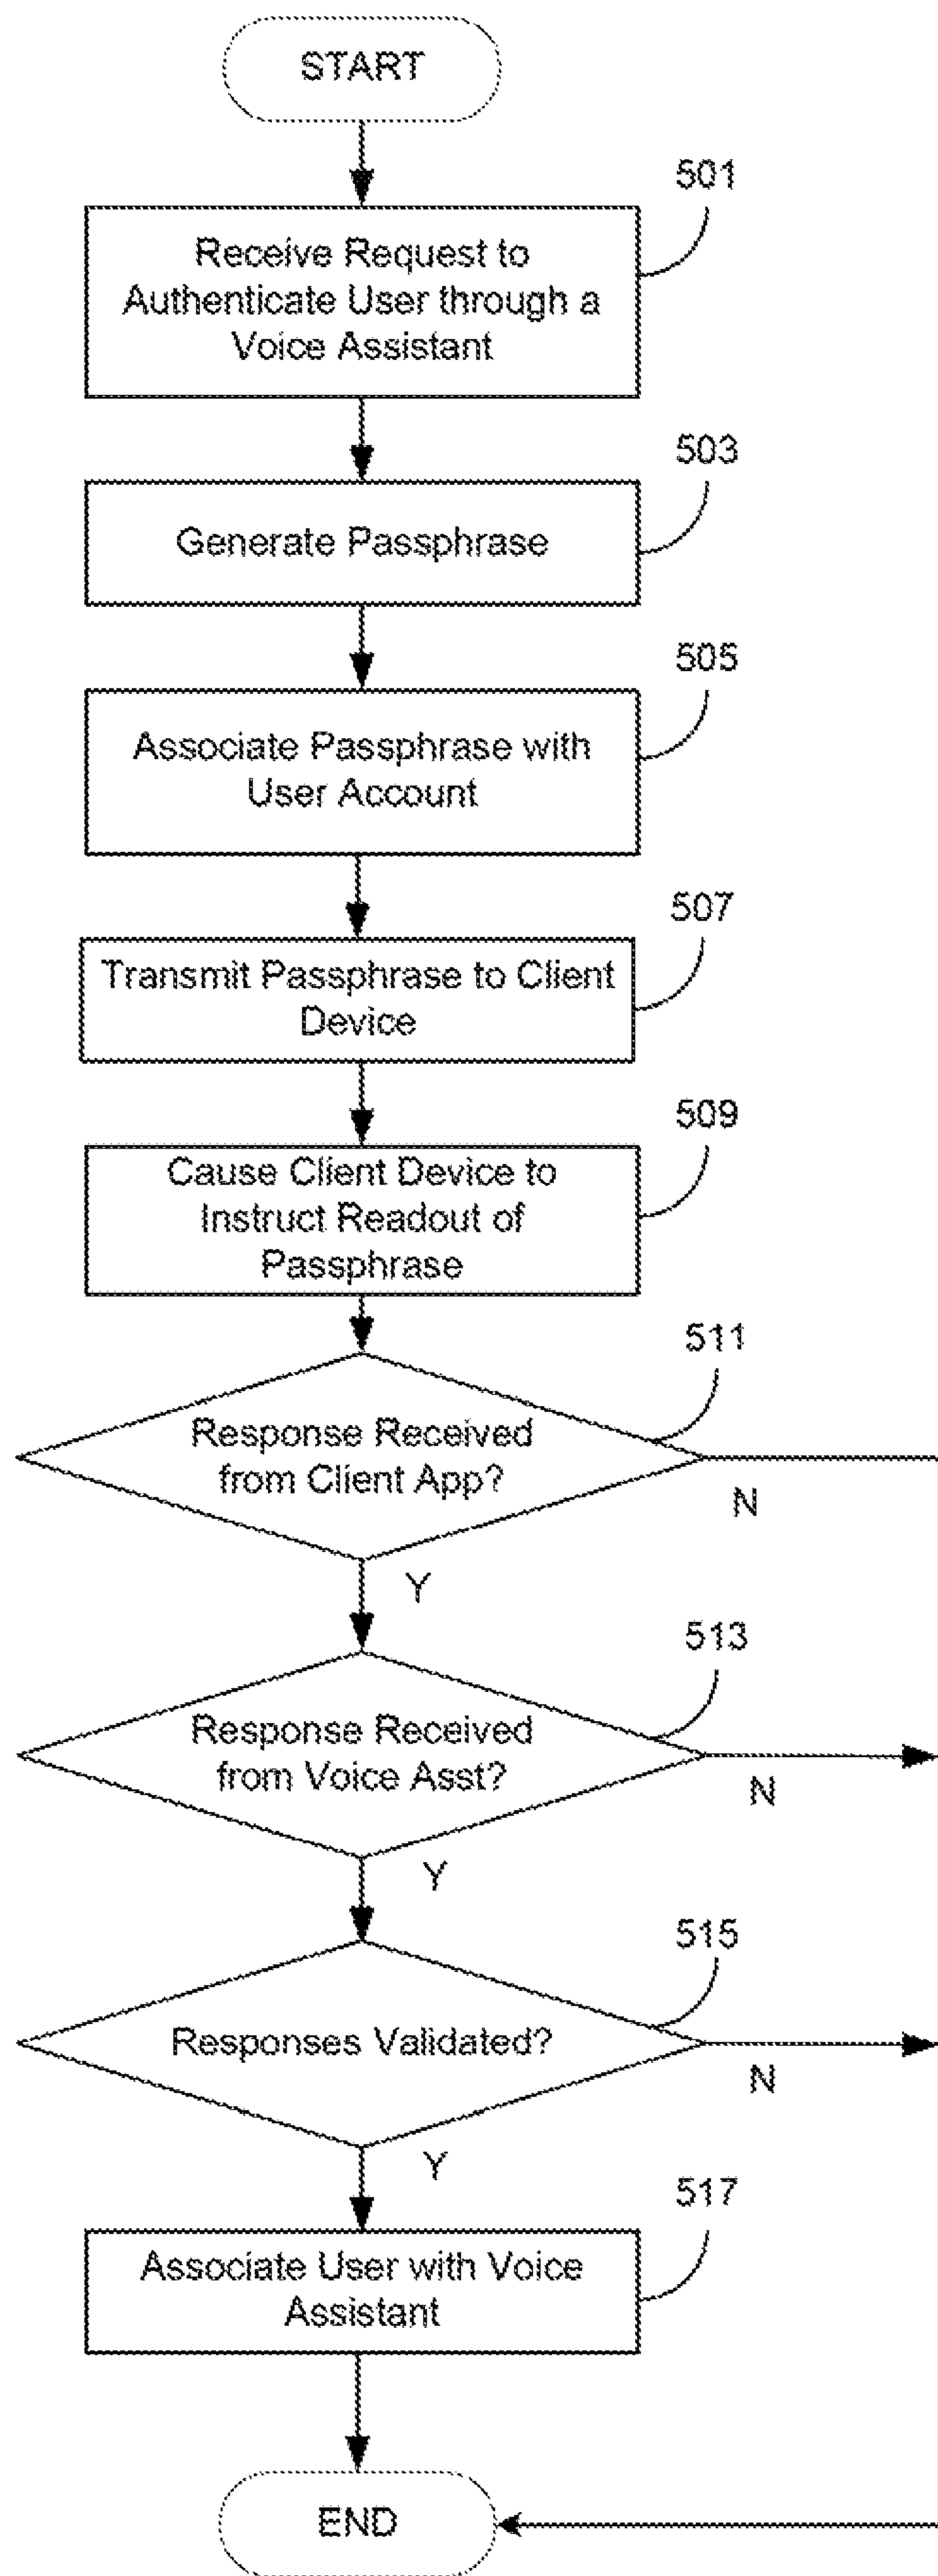 START
501
Receive Request to
Authenticate User through a
Voice Assistant
503
Generate Passphrase
505
Associate Passphrase with
User Account
507
Transmit Passphrase to Client
Device
509
Cause Client Device to
Instruct Readout of
Passphrase
511
Response Received
from Client App?
N
Y
513
Response Received
from Voice Asst?
N
Y
515
Responses Validated?
N
Y
517
Associate User with Voice
Assistant
END